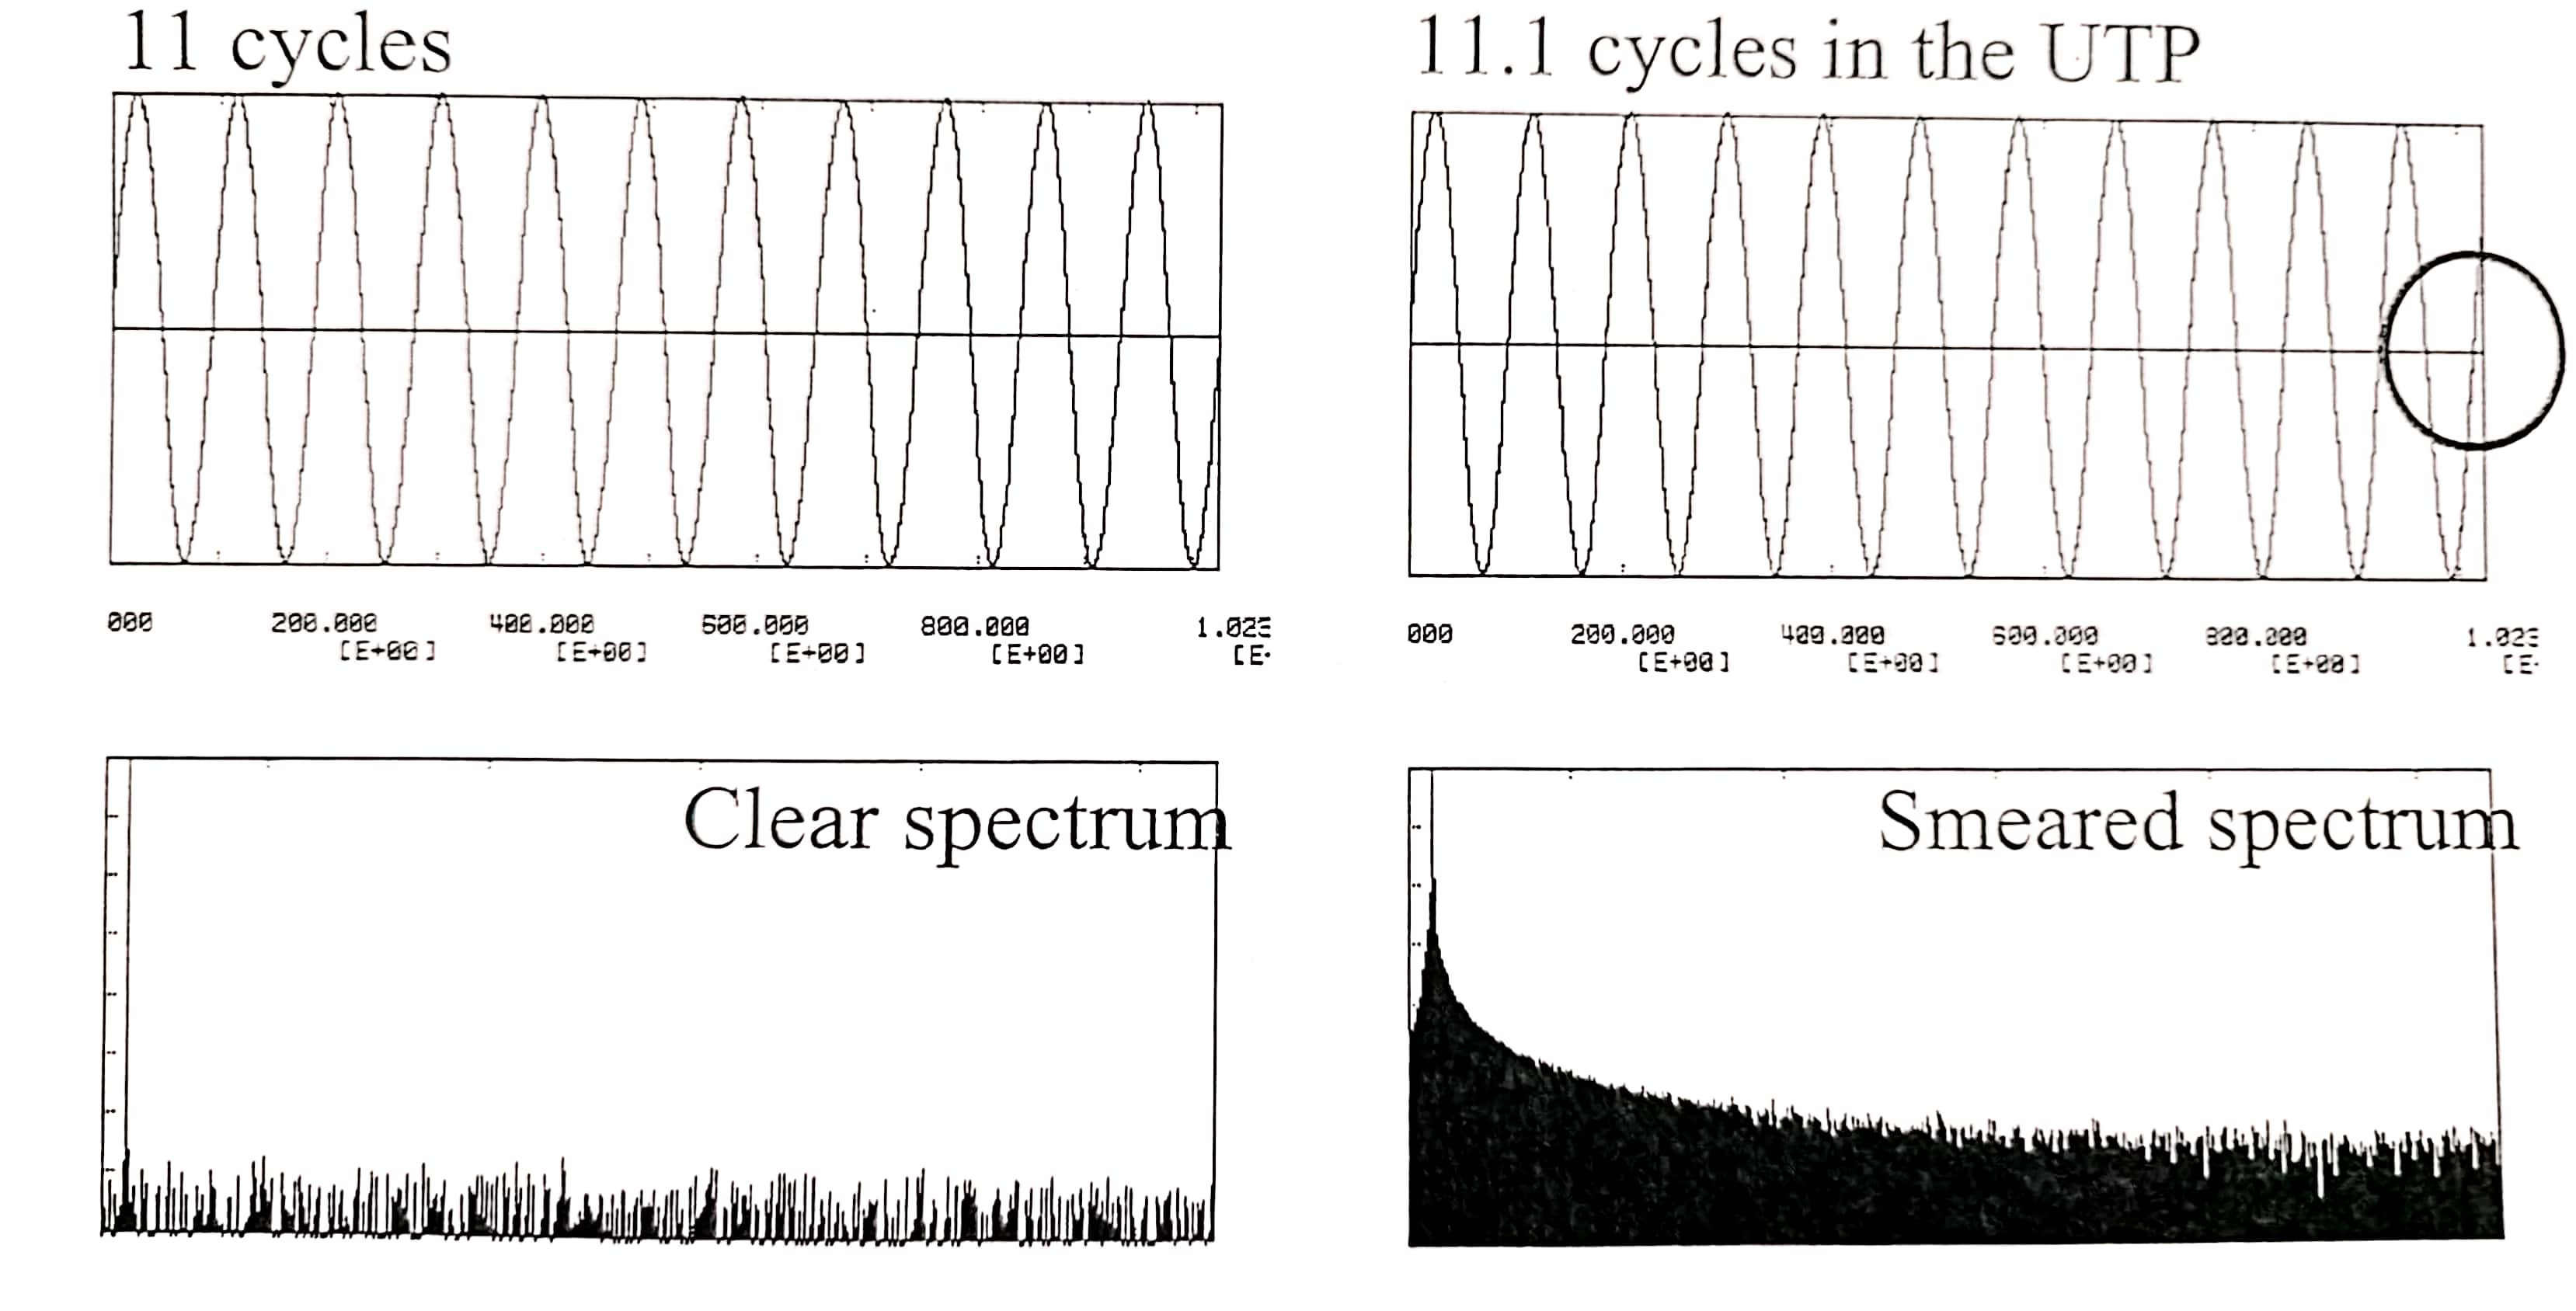 11 cycles
11.1 cycles in the UTP
000 200.000 400.000 600.000 800.000
[E+00] [E+00] [E+00] [E+00]
000 200.000 400.000 600.000 800.000
[E+00] [E+00] [E+00] [E+00]
Clear spectrum
Smeared spectrum